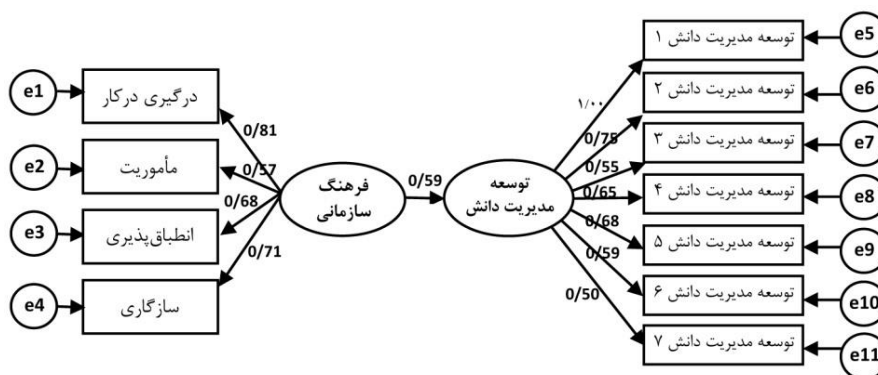 e1
درگیری درکار
0/81
e2
مأموریت
0/57
e3
انطباق‌پذیری
0/68
e4
سازگاری
0/71
فرهنگ
سازمانی
0/59
توسعه
مدیریت دانش
۱/۰۰
توسعه مدیریت دانش ۱
e5
0/75
توسعه مدیریت دانش ۲
e6
0/55
توسعه مدیریت دانش ۳
e7
0/65
توسعه مدیریت دانش ۴
e8
0/68
توسعه مدیریت دانش ۵
e9
0/59
توسعه مدیریت دانش ۶
e10
0/50
توسعه مدیریت دانش ۷
e11